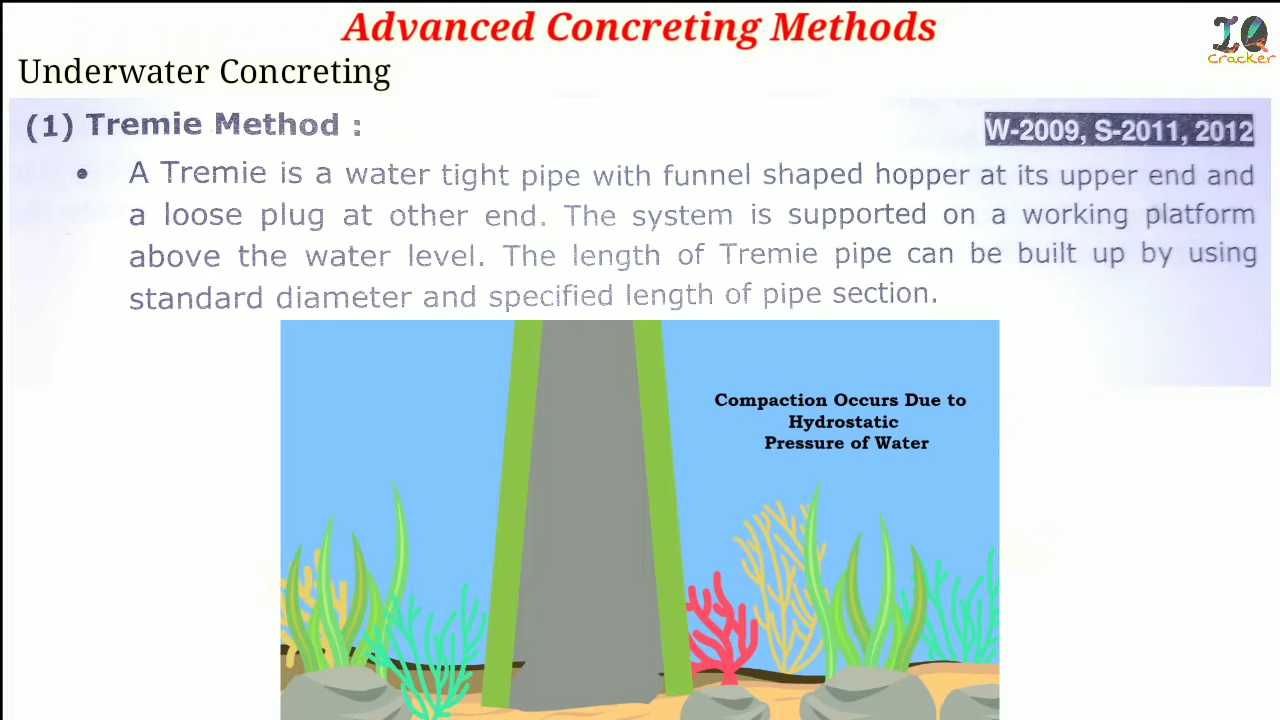 Advanced Concreting Methods
IQ
Cracker
Underwater Concreting
(1) Tremie Method :
W-2009, S-2011, 2012
• A Tremie is a water tight pipe with funnel shaped hopper at its upper end and
a loose plug at other end. The system is supported on a working platform
above the water level. The length of Tremie pipe can be built up by using
standard diameter and specified length of pipe section.
Compaction Occurs Due to
Hydrostatic
Pressure of Water